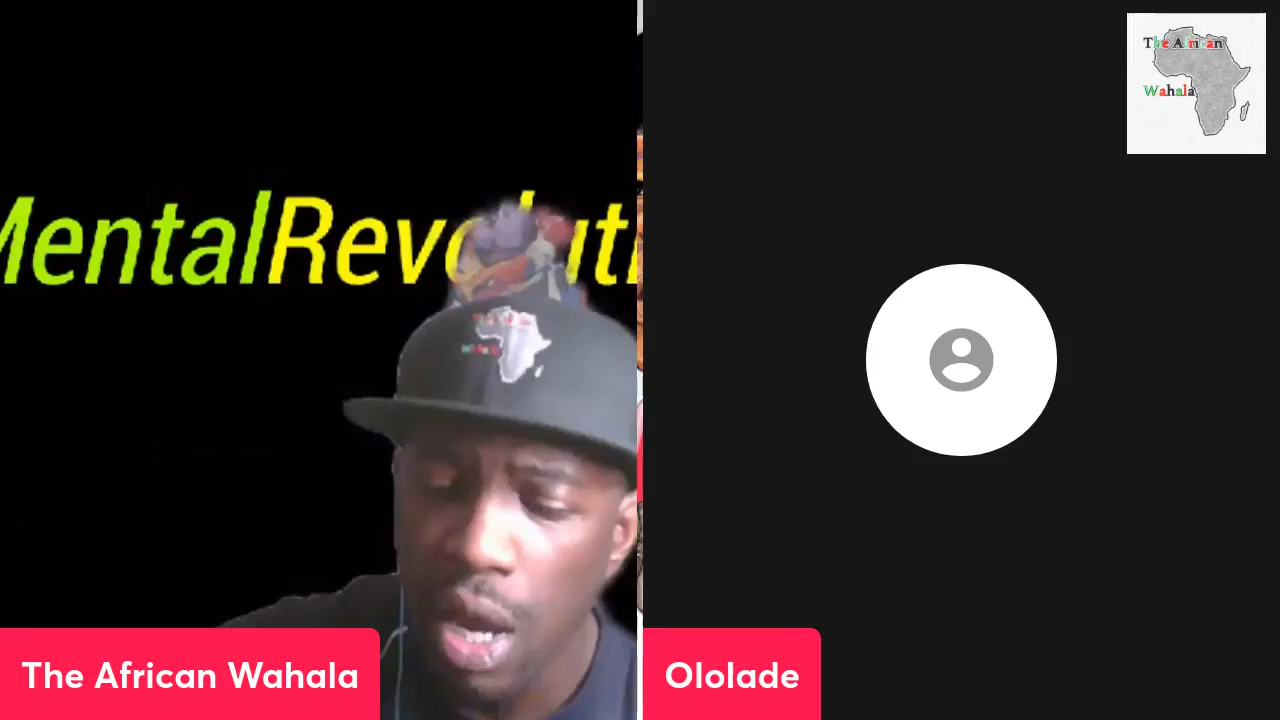 MentalRevoluti
The African
Wahala
The African Wahala
Ololade